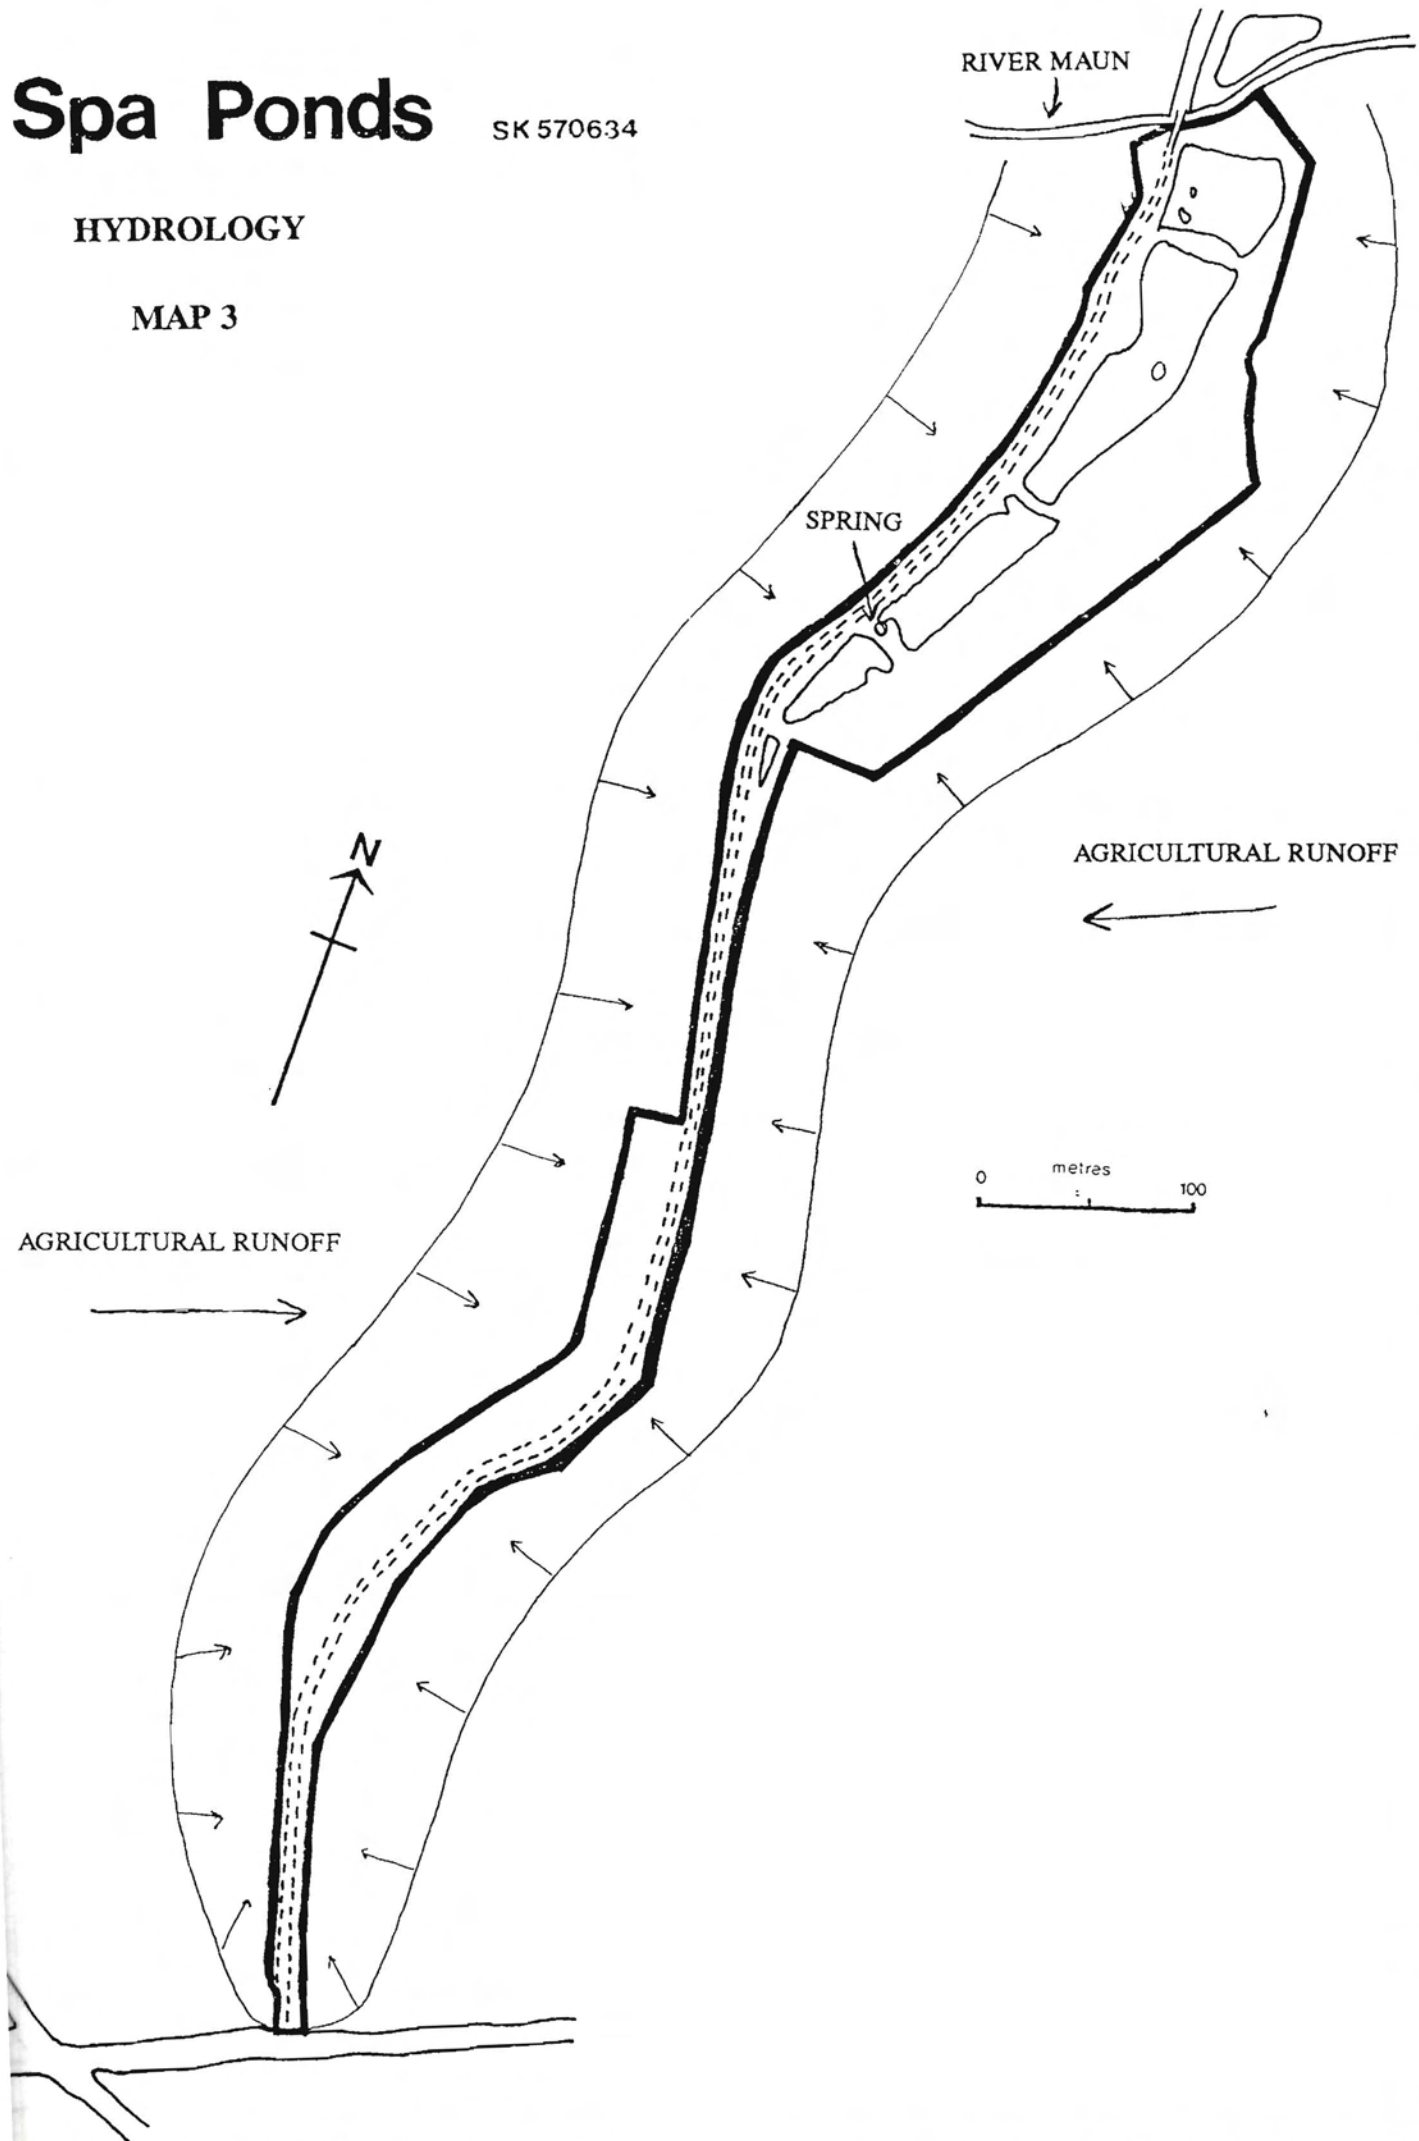 Spa Ponds
SK 570634
HYDROLOGY
MAP 3
RIVER MAUN
SPRING
N
AGRICULTURAL RUNOFF
metres
0 100
AGRICULTURAL RUNOFF